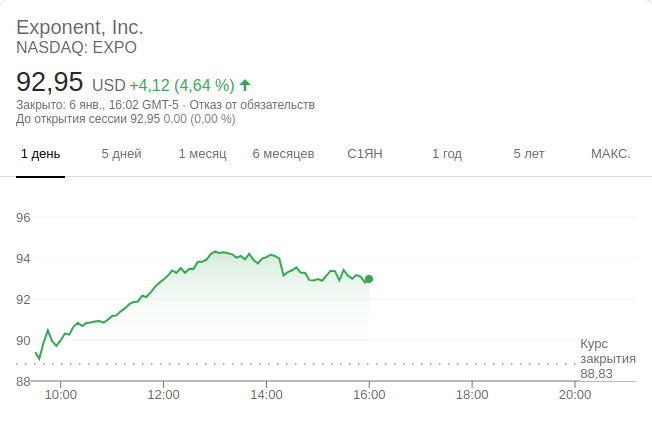 Exponent, Inc.
NASDAQ: EXPO
92,95 USD +4,12 (4,64 %)
Закрыто: 6 янв., 16:02 GMT-5 · Отказ от обязательств
До открытия сессии 92,95 0,00 (0,00 %)
1 день 5 дней 1 месяц 6 месяцев С1ЯН 1 год 5 лет МАКС.
96
94
92
90
Курс
закрытия
88,83
88
10:00 12:00 14:00 16:00 18:00 20:00